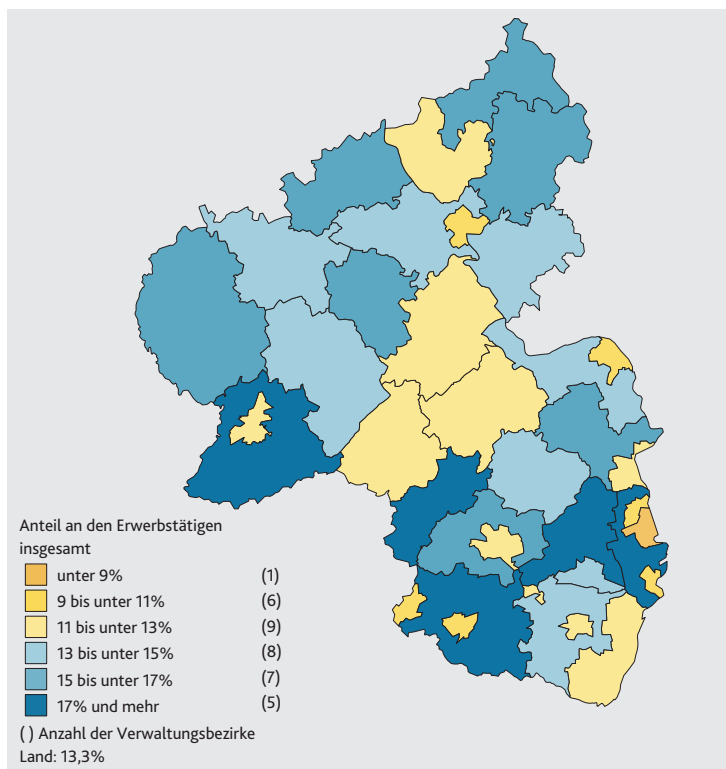 Anteil an den Erwerbstätigen
insgesamt
unter 9% (1)
9 bis unter 11% (6)
11 bis unter 13% (9)
13 bis unter 15% (8)
15 bis unter 17% (7)
17% und mehr (5)
( ) Anzahl der Verwaltungsbezirke
Land: 13,3%